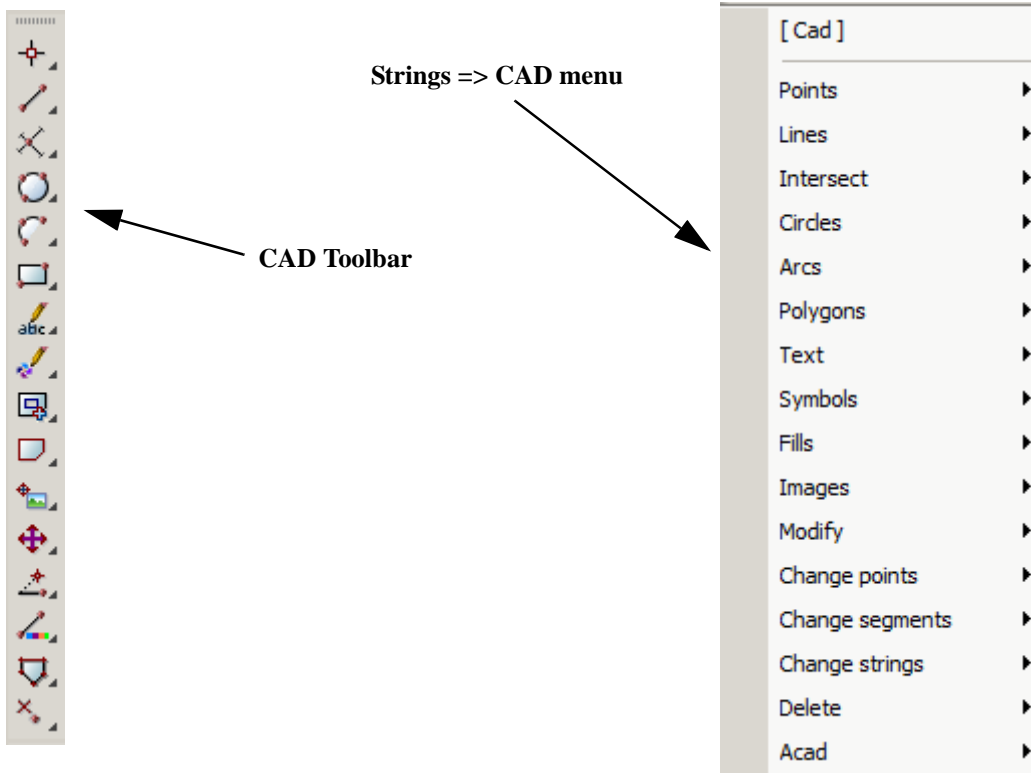 Strings => CAD menu
CAD Toolbar
abc
[ Cad ]
Points
Lines
Intersect
Circles
Arcs
Polygons
Text
Symbols
Fills
Images
Modify
Change points
Change segments
Change strings
Delete
Acad